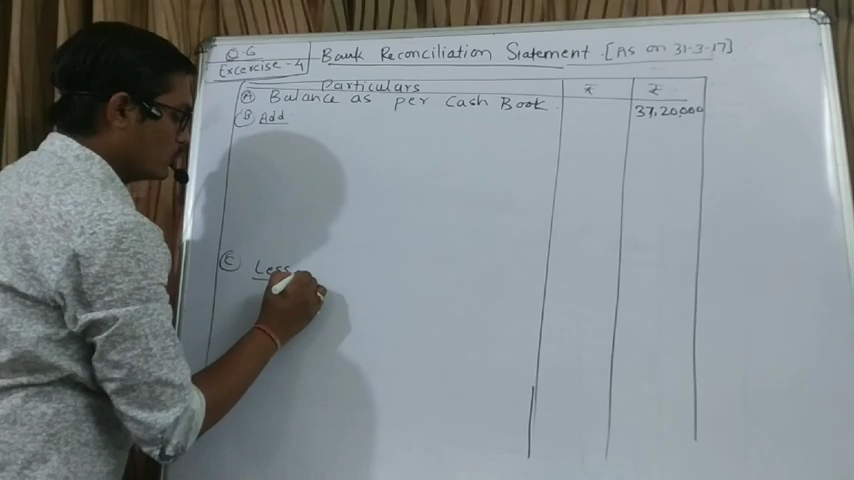 Q.6 Bank Reconciliation Statement [As on 31-3-17]
Excercise-4
Particulars ₹ ₹
(A) Balance as per Cash Book. 37,20,000
(B) Add
(C) Less